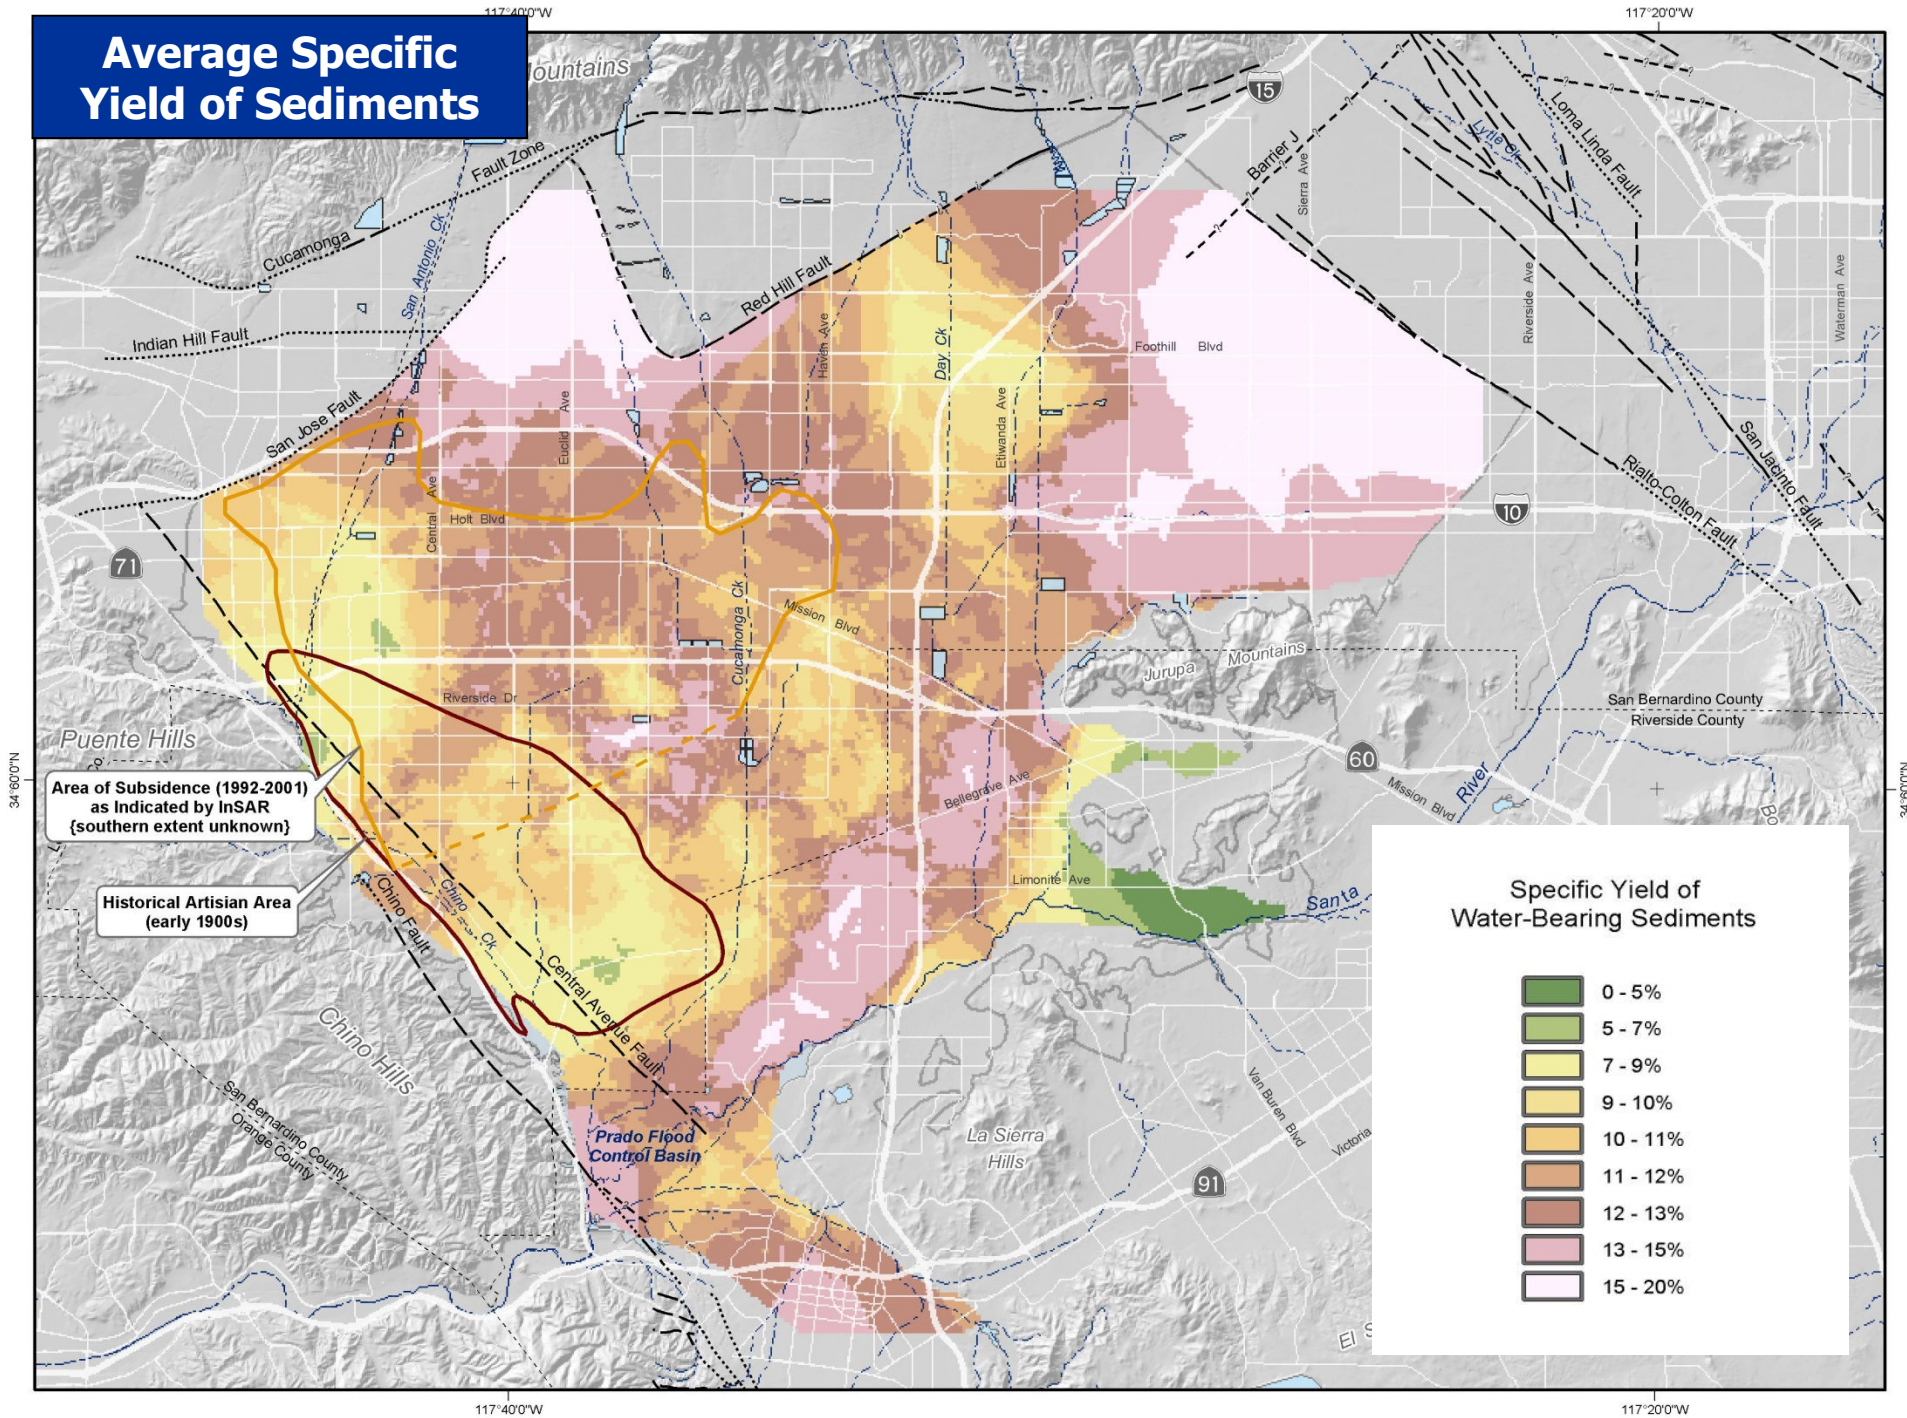 117°40'0"W
117°20'0"W
Average Specific
Yield of Sediments
ountains
15
Fault Zone
Cucamonga
San Antonio Ck
Indian Hill Fault
San Jose Fault
Red Hill Fault
Barrier J
Sierra Ave
Lytle Ck
Loma Linda Fault
Riverside Ave
Waterman Ave
Haven Ave
Day Ck
Foothill Blvd
Euclid Ave
Etiwanda Ave
Central Ave
Holt Blvd
10
San Jacinto Fault
Rialto-Colton Fault
71
Cucamonga Ck
Mission Blvd
Jurupa Mountains
Riverside Dr
San Bernardino County
Riverside County
Puente Hills
Co.
34°60'0"N
34°60'0"N
Area of Subsidence (1992-2001)
as Indicated by InSAR
{southern extent unknown}
60
Mission Blvd
River
Bellegrave Ave
Historical Artisian Area
(early 1900s)
Chino Fault
Chino Ck
Limonite Ave
Santa
Central Avenue Fault
Chino Hills
San Bernardino County
Orange County
Prado Flood
Control Basin
La Sierra
Hills
Van Buren Blvd
Victoria
91
El S
Specific Yield of
Water-Bearing Sediments
0 - 5%
5 - 7%
7 - 9%
9 - 10%
10 - 11%
11 - 12%
12 - 13%
13 - 15%
15 - 20%
117°40'0"W
117°20'0"W